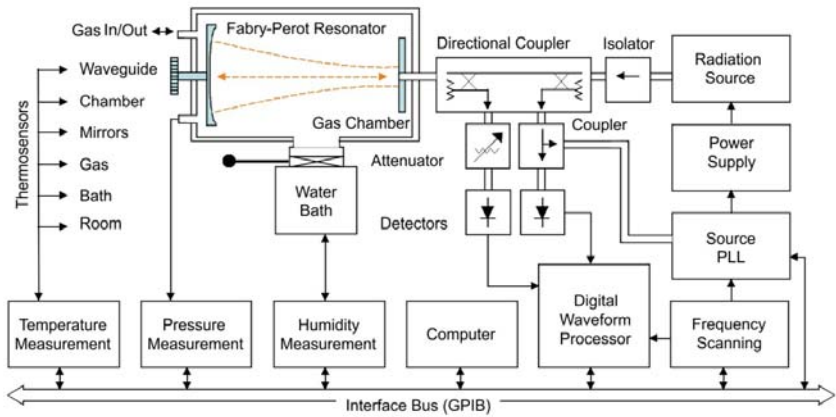 Gas In/Out
Fabry-Perot Resonator
Directional Coupler
Isolator
Radiation
Source
Thermosensors
Waveguide
Chamber
Mirrors
Gas
Bath
Room
Gas Chamber
Attenuator
Coupler
Power
Supply
Water
Bath
Detectors
Source
PLL
Temperature
Measurement
Pressure
Measurement
Humidity
Measurement
Computer
Digital
Waveform
Processor
Frequency
Scanning
Interface Bus (GPIB)